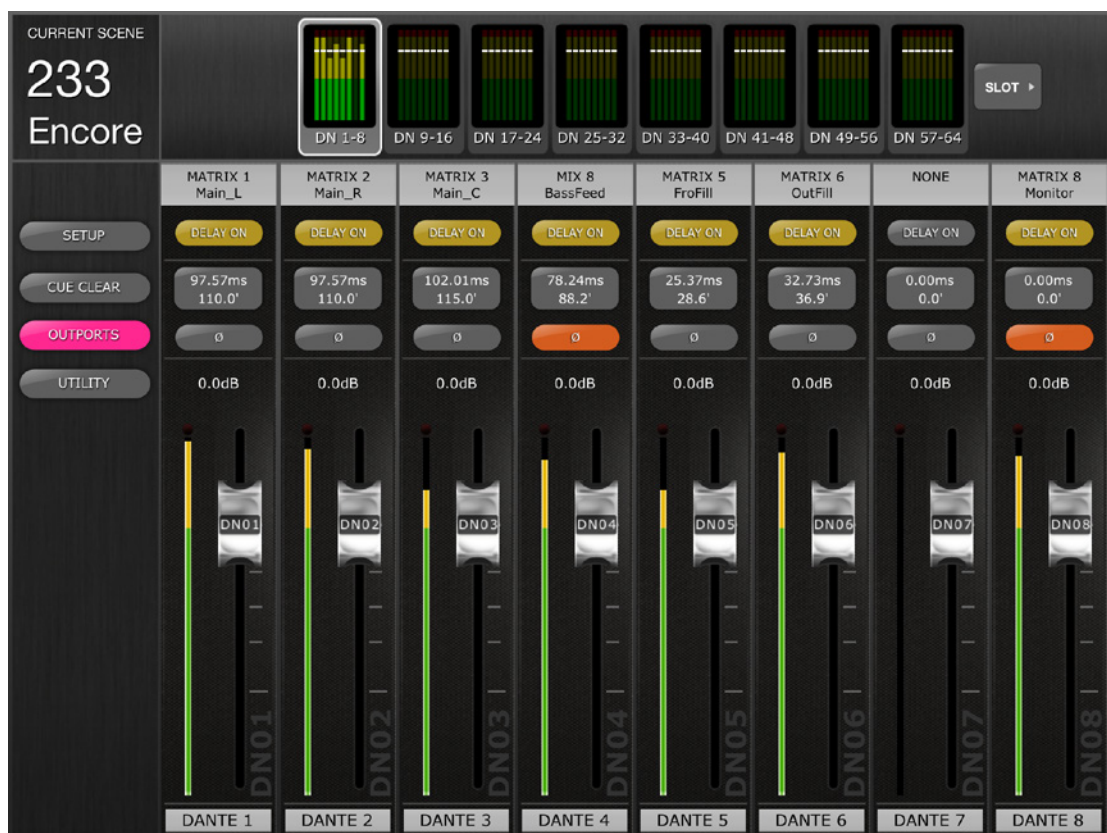 CURRENT SCENE
233
Encore
DN 1-8
DN 9-16
DN 17-24
DN 25-32
DN 33-40
DN 41-48
DN 49-56
DN 57-64
SLOT
SETUP
CUE CLEAR
OUTPORTS
UTILITY
MATRIX 1
Main_L
DELAY ON
97.57ms
110.0'
Ø
0.0dB
DN01
DN01
DANTE 1
MATRIX 2
Main_R
DELAY ON
97.57ms
110.0'
Ø
0.0dB
DN02
DN02
DANTE 2
MATRIX 3
Main_C
DELAY ON
102.01ms
115.0'
Ø
0.0dB
DN03
DN03
DANTE 3
MIX 8
BassFeed
DELAY ON
78.24ms
88.2'
Ø
0.0dB
DN04
DN04
DANTE 4
MATRIX 5
FroFill
DELAY ON
25.37ms
28.6'
Ø
0.0dB
DN05
DN05
DANTE 5
MATRIX 6
OutFill
DELAY ON
32.73ms
36.9'
Ø
0.0dB
DN06
DN06
DANTE 6
NONE
DELAY ON
0.00ms
0.0'
Ø
0.0dB
DN07
DN07
DANTE 7
MATRIX 8
Monitor
DELAY ON
0.00ms
0.0'
Ø
0.0dB
DN08
DN08
DANTE 8